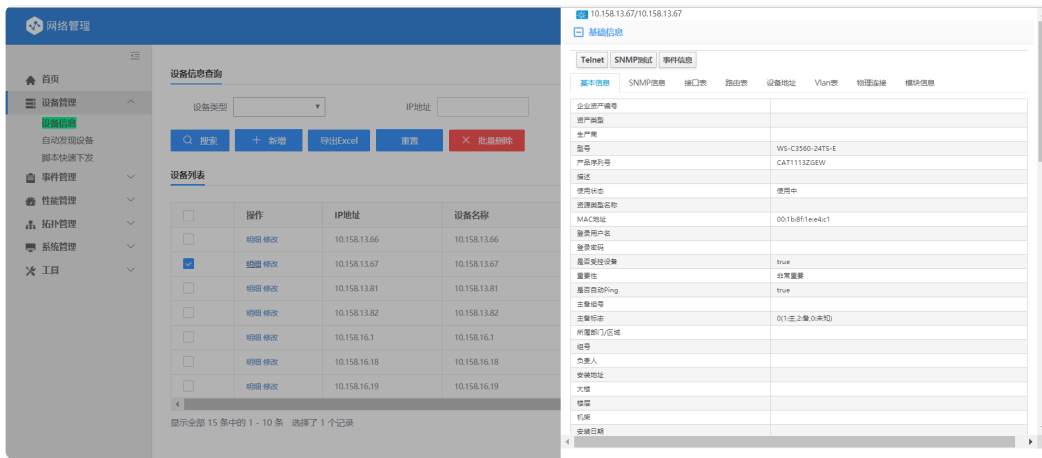 网络管理
首页
设备管理
设备信息
自动发现设备
脚本快速下发
事件管理
性能管理
拓扑管理
系统管理
工具
设备信息查询
设备类型 IP地址
搜索 新增 导出Excel 重置 批量删除
设备列表
操作 IP地址 设备名称
明细 修改 10.158.13.66 10.158.13.66
明细 修改 10.158.13.67 10.158.13.67
明细 修改 10.158.13.81 10.158.13.81
明细 修改 10.158.13.82 10.158.13.82
明细 修改 10.158.16.1 10.158.16.1
明细 修改 10.158.16.18 10.158.16.18
明细 修改 10.158.16.19 10.158.16.19
显示全部 15 条中的 1 - 10 条 选择了 1 个记录
10.158.13.67/10.158.13.67
基础信息
Telnet SNMP测试 事件信息
基本信息 SNMP信息 接口表 路由表 设备地址 Vlan表 物理连接 模块信息
企业资产编号
资产类型
生产商
型号 WS-C3560-24TS-E
产品序列号 CAT1113ZGEW
描述
使用状态 使用中
资源类型名称
MAC地址 00:1b:8f:1e:e4:c1
登录用户名
登录密码
是否受控设备 true
重要性 非常重要
是否自动Ping true
主备组号
主备标志 0(1:主,2:备,0:未知)
所属部门/区域
组号
负责人
安装地址
大楼
楼层
机架
安装日期